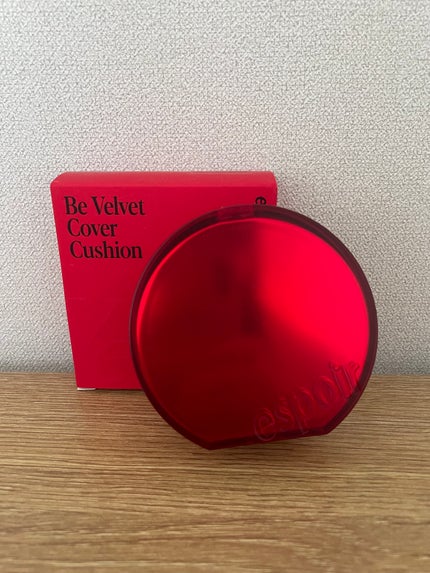 Be Velvet
Cover
Cushion
espoir